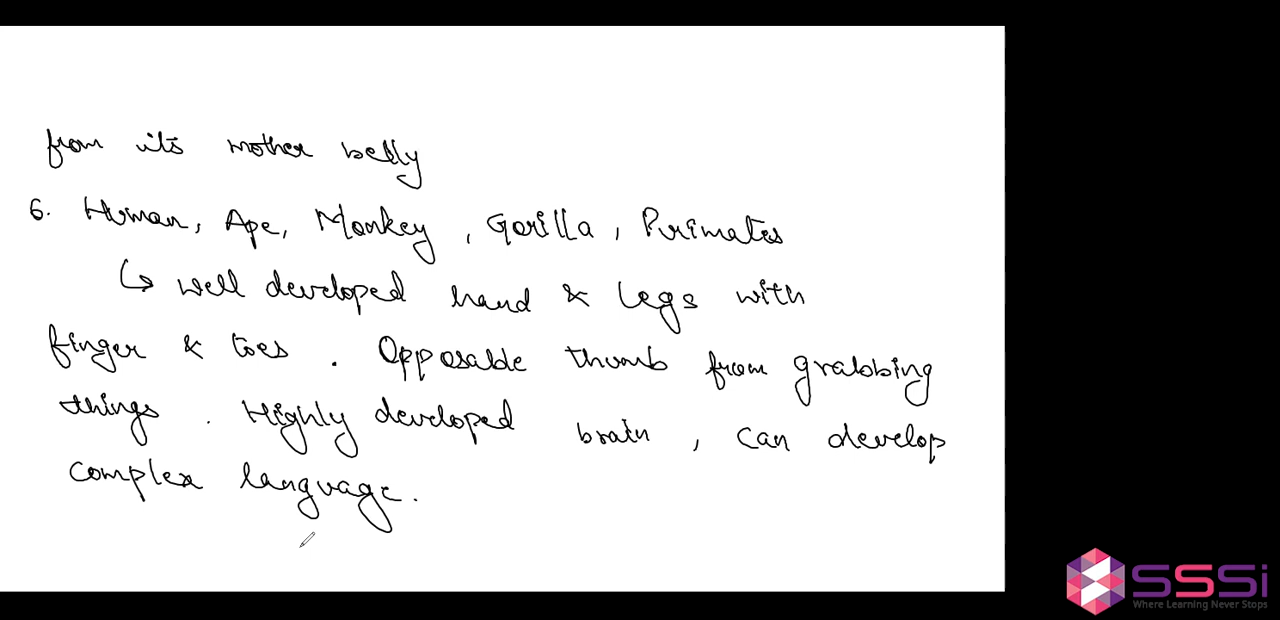 from its mother belly
6. Human, Ape, Monkey, Gorilla, Primates
↳ well developed hand & legs with
finger & toes. Opposable thumb from grabbing
things. Highly developed brain, can develop
complex language.
SSSi
Where Learning Never Stops